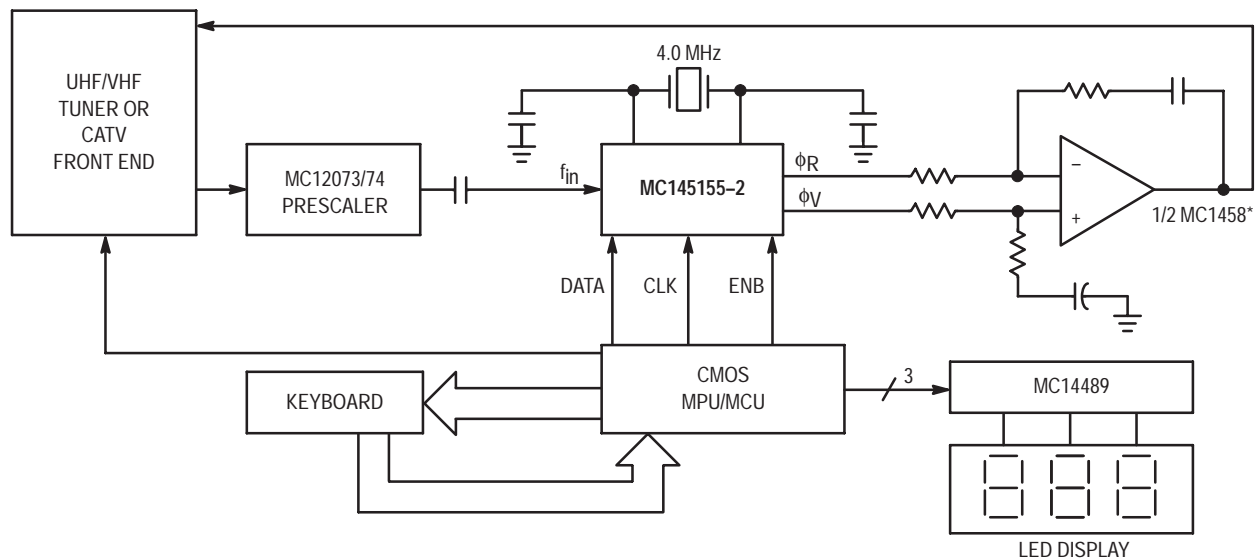 4.0 MHz
UHF/VHF
TUNER OR
CATV
FRONT END
MC12073/74
PRESCALER
fin
MC145155–2
ϕR
ϕV
–
+
1/2 MC1458*
DATA
CLK
ENB
KEYBOARD
CMOS
MPU/MCU
3
MC14489
LED DISPLAY